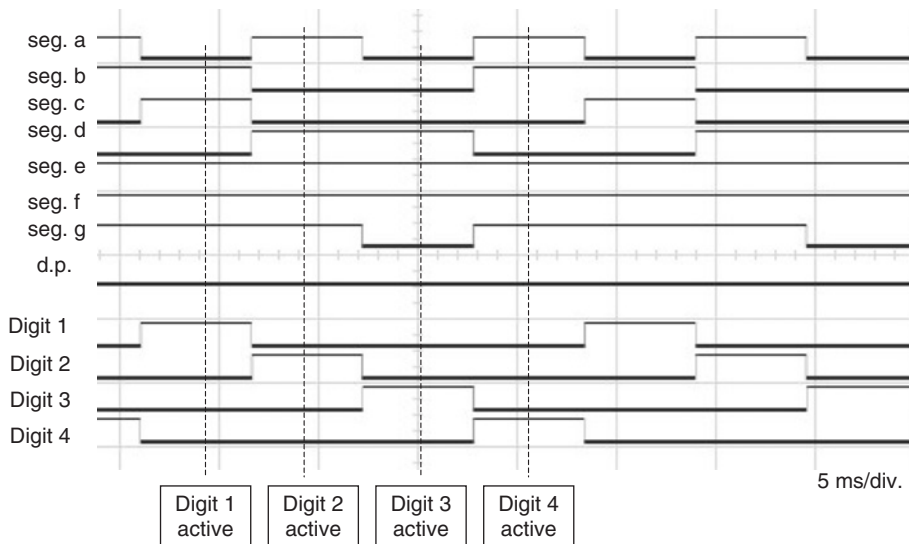 seg. a
seg. b
seg. c
seg. d
seg. e
seg. f
seg. g
d.p.
Digit 1
Digit 2
Digit 3
Digit 4
5 ms/div.
Digit 1
active
Digit 2
active
Digit 3
active
Digit 4
active